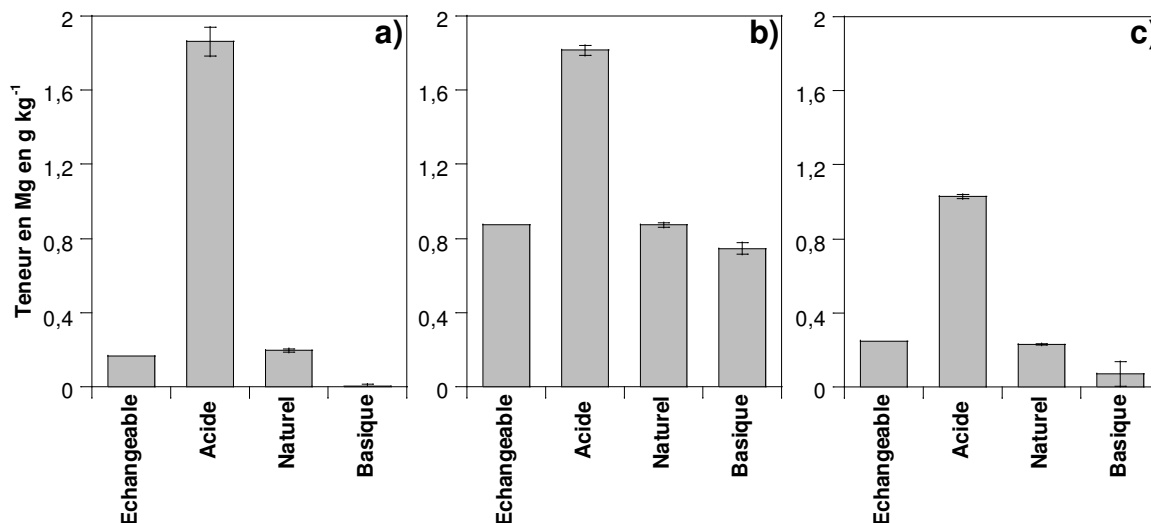 Teneur en Mg en g kg-1
a)
2
1,6
1,2
0,8
0,4
0
Echangeable
Acide
Naturel
Basique
b)
2
1,6
1,2
0,8
0,4
0
Echangeable
Acide
Naturel
Basique
c)
2
1,6
1,2
0,8
0,4
0
Echangeable
Acide
Naturel
Basique